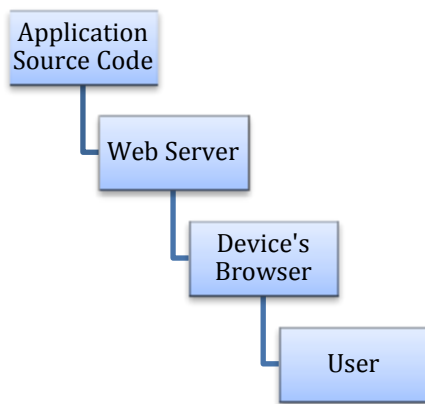 Application
Source Code
Web Server
Device's
Browser
User